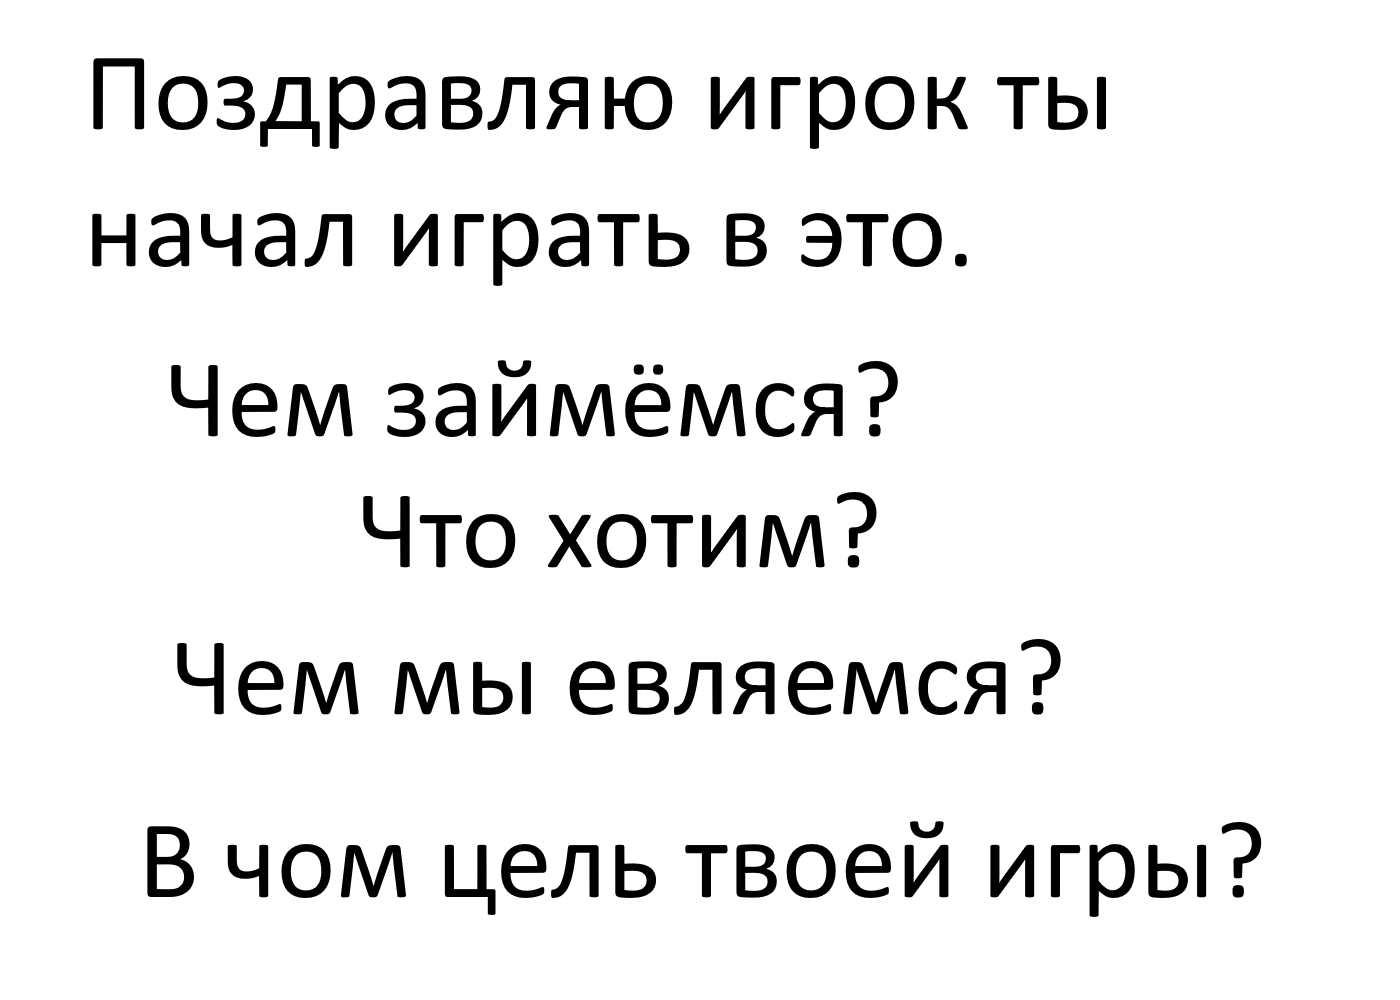 Поздравляю игрок ты
начал играть в это.
Чем займёмся?
Что хотим?
Чем мы евляемся?
В чом цель твоей игры?